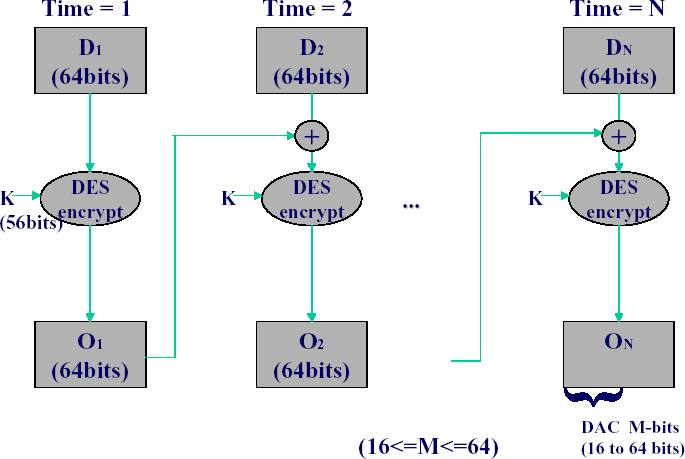 Time = 1
Time = 2
Time = N
D1
(64bits)
D2
(64bits)
DN
(64bits)
+
+
K
(56bits)
DES
encrypt
K
DES
encrypt
...
K
DES
encrypt
O1
(64bits)
O2
(64bits)
ON
DAC M-bits
(16 to 64 bits)
(16<=M<=64)